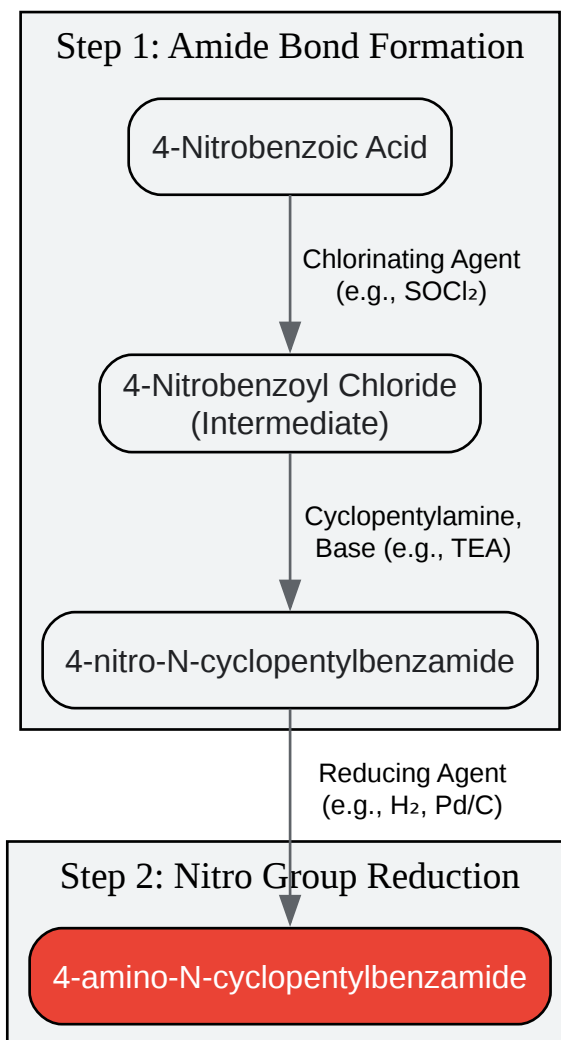 Step 1: Amide Bond Formation
4-Nitrobenzoic Acid
Chlorinating Agent
(e.g., SOCl₂)
4-Nitrobenzoyl Chloride
(Intermediate)
Cyclopentylamine,
Base (e.g., TEA)
4-nitro-N-cyclopentylbenzamide
Reducing Agent
(e.g., H₂, Pd/C)
Step 2: Nitro Group Reduction
4-amino-N-cyclopentylbenzamide